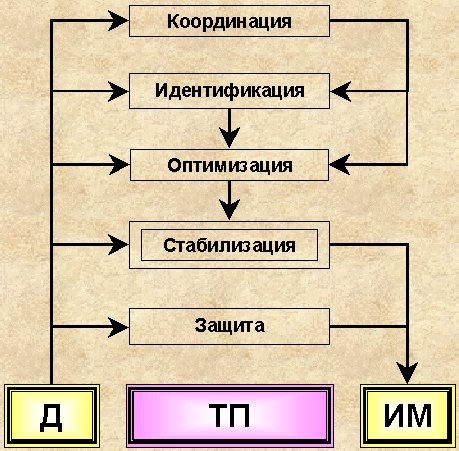 Координация
Идентификация
Оптимизация
Стабилизация
Защита
Д
ТП
ИМ